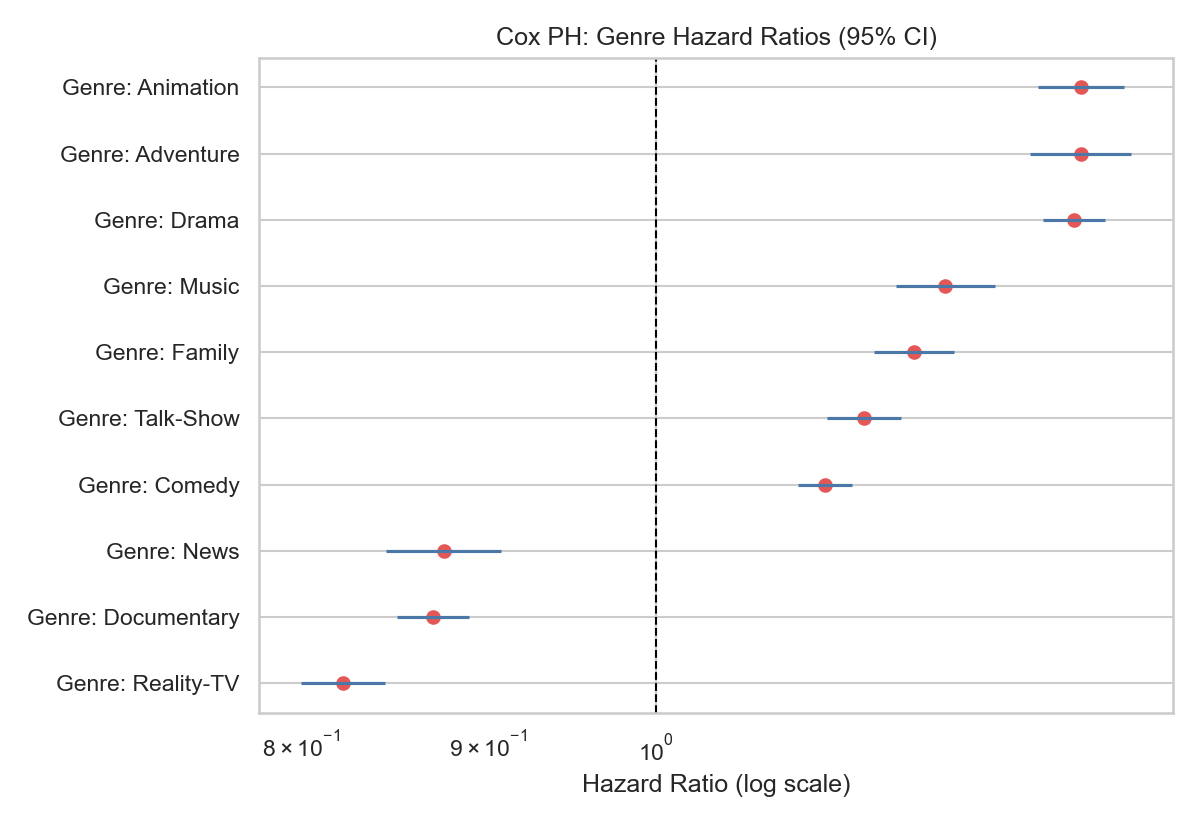 Cox PH: Genre Hazard Ratios (95% CI)
Genre: Animation
Genre: Adventure
Genre: Drama
Genre: Music
Genre: Family
Genre: Talk-Show
Genre: Comedy
Genre: News
Genre: Documentary
Genre: Reality-TV
8 × 10⁻¹ 9 × 10⁻¹ 10⁰
Hazard Ratio (log scale)